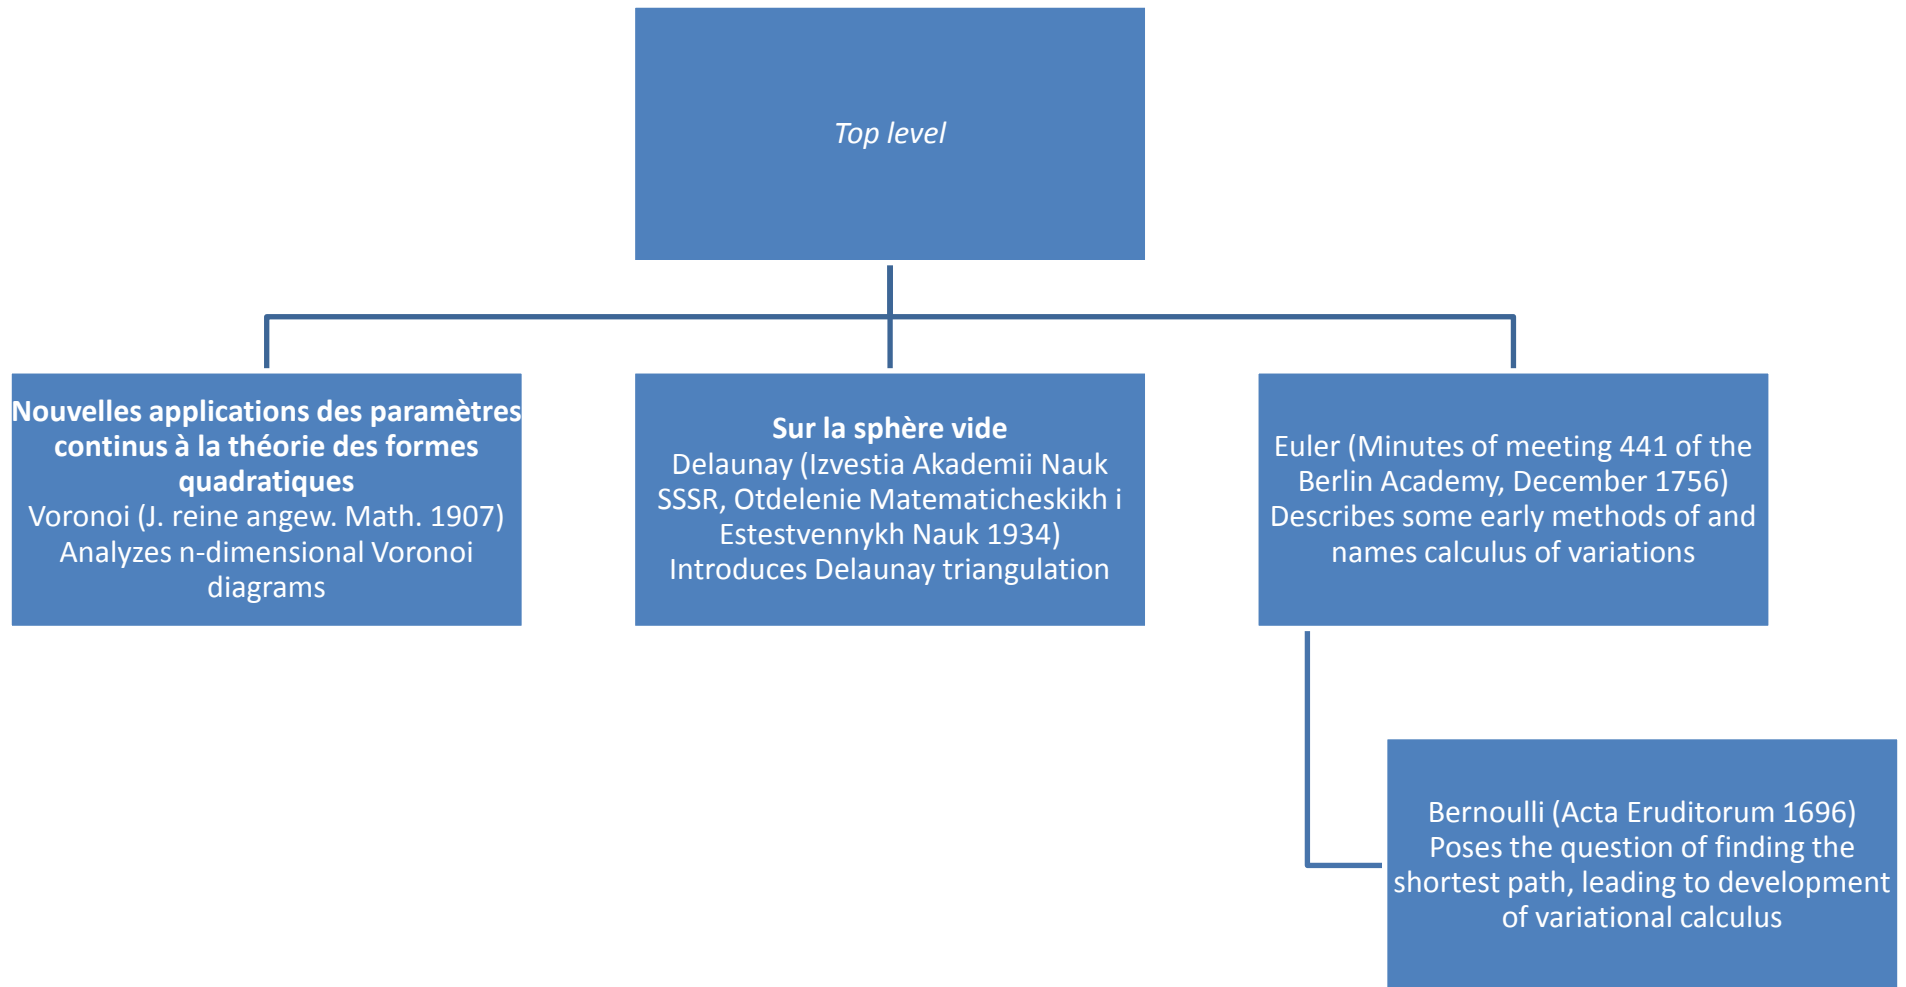 Top level
Nouvelles applications des paramètres
continus à la théorie des formes
quadratiques
Voronoi (J. reine angew. Math. 1907)
Analyzes n-dimensional Voronoi
diagrams
Sur la sphère vide
Delaunay (Izvestia Akademii Nauk
SSSR, Otdelenie Matematicheskikh i
Estestvennykh Nauk 1934)
Introduces Delaunay triangulation
Euler (Minutes of meeting 441 of the
Berlin Academy, December 1756)
Describes some early methods of and
names calculus of variations
Bernoulli (Acta Eruditorum 1696)
Poses the question of finding the
shortest path, leading to development
of variational calculus